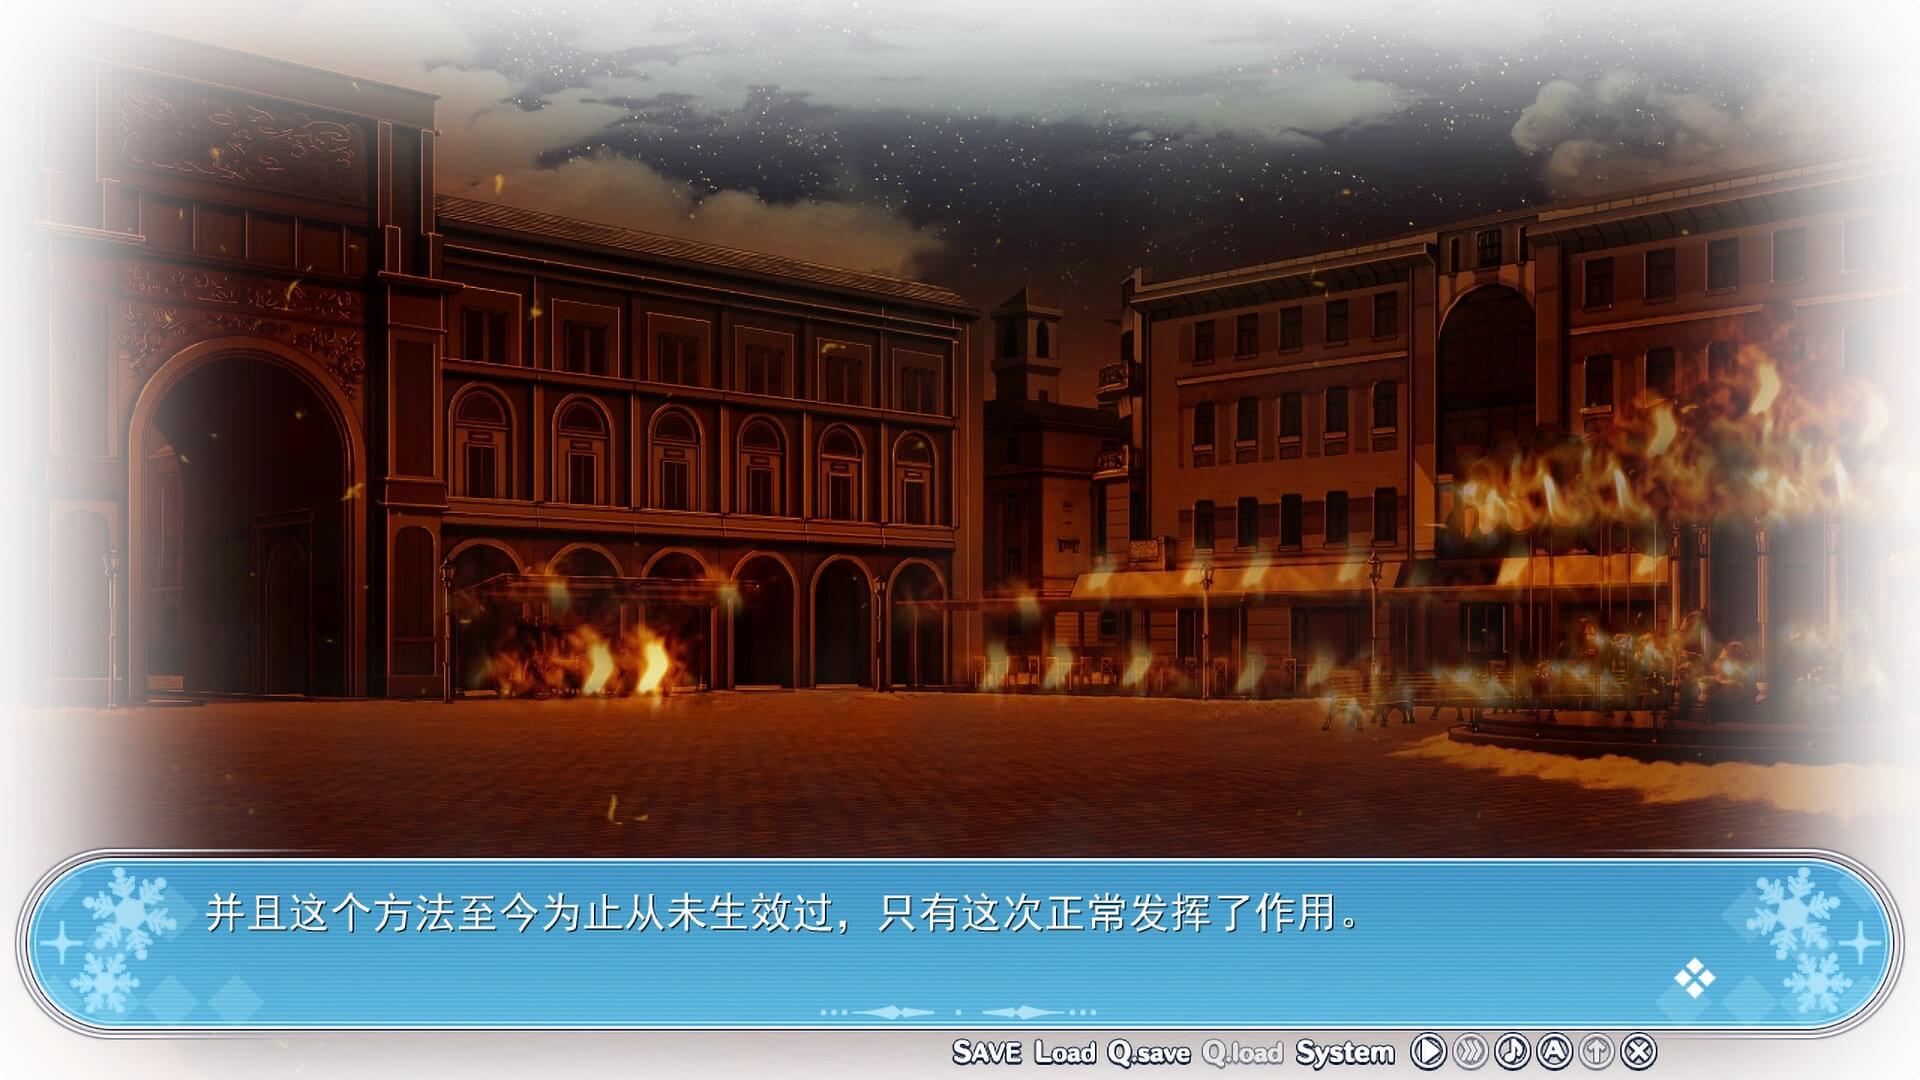 并且这个方法至今为止从未生效过，只有这次正常发挥了作用。
SAVE Load Q.save Q.load System